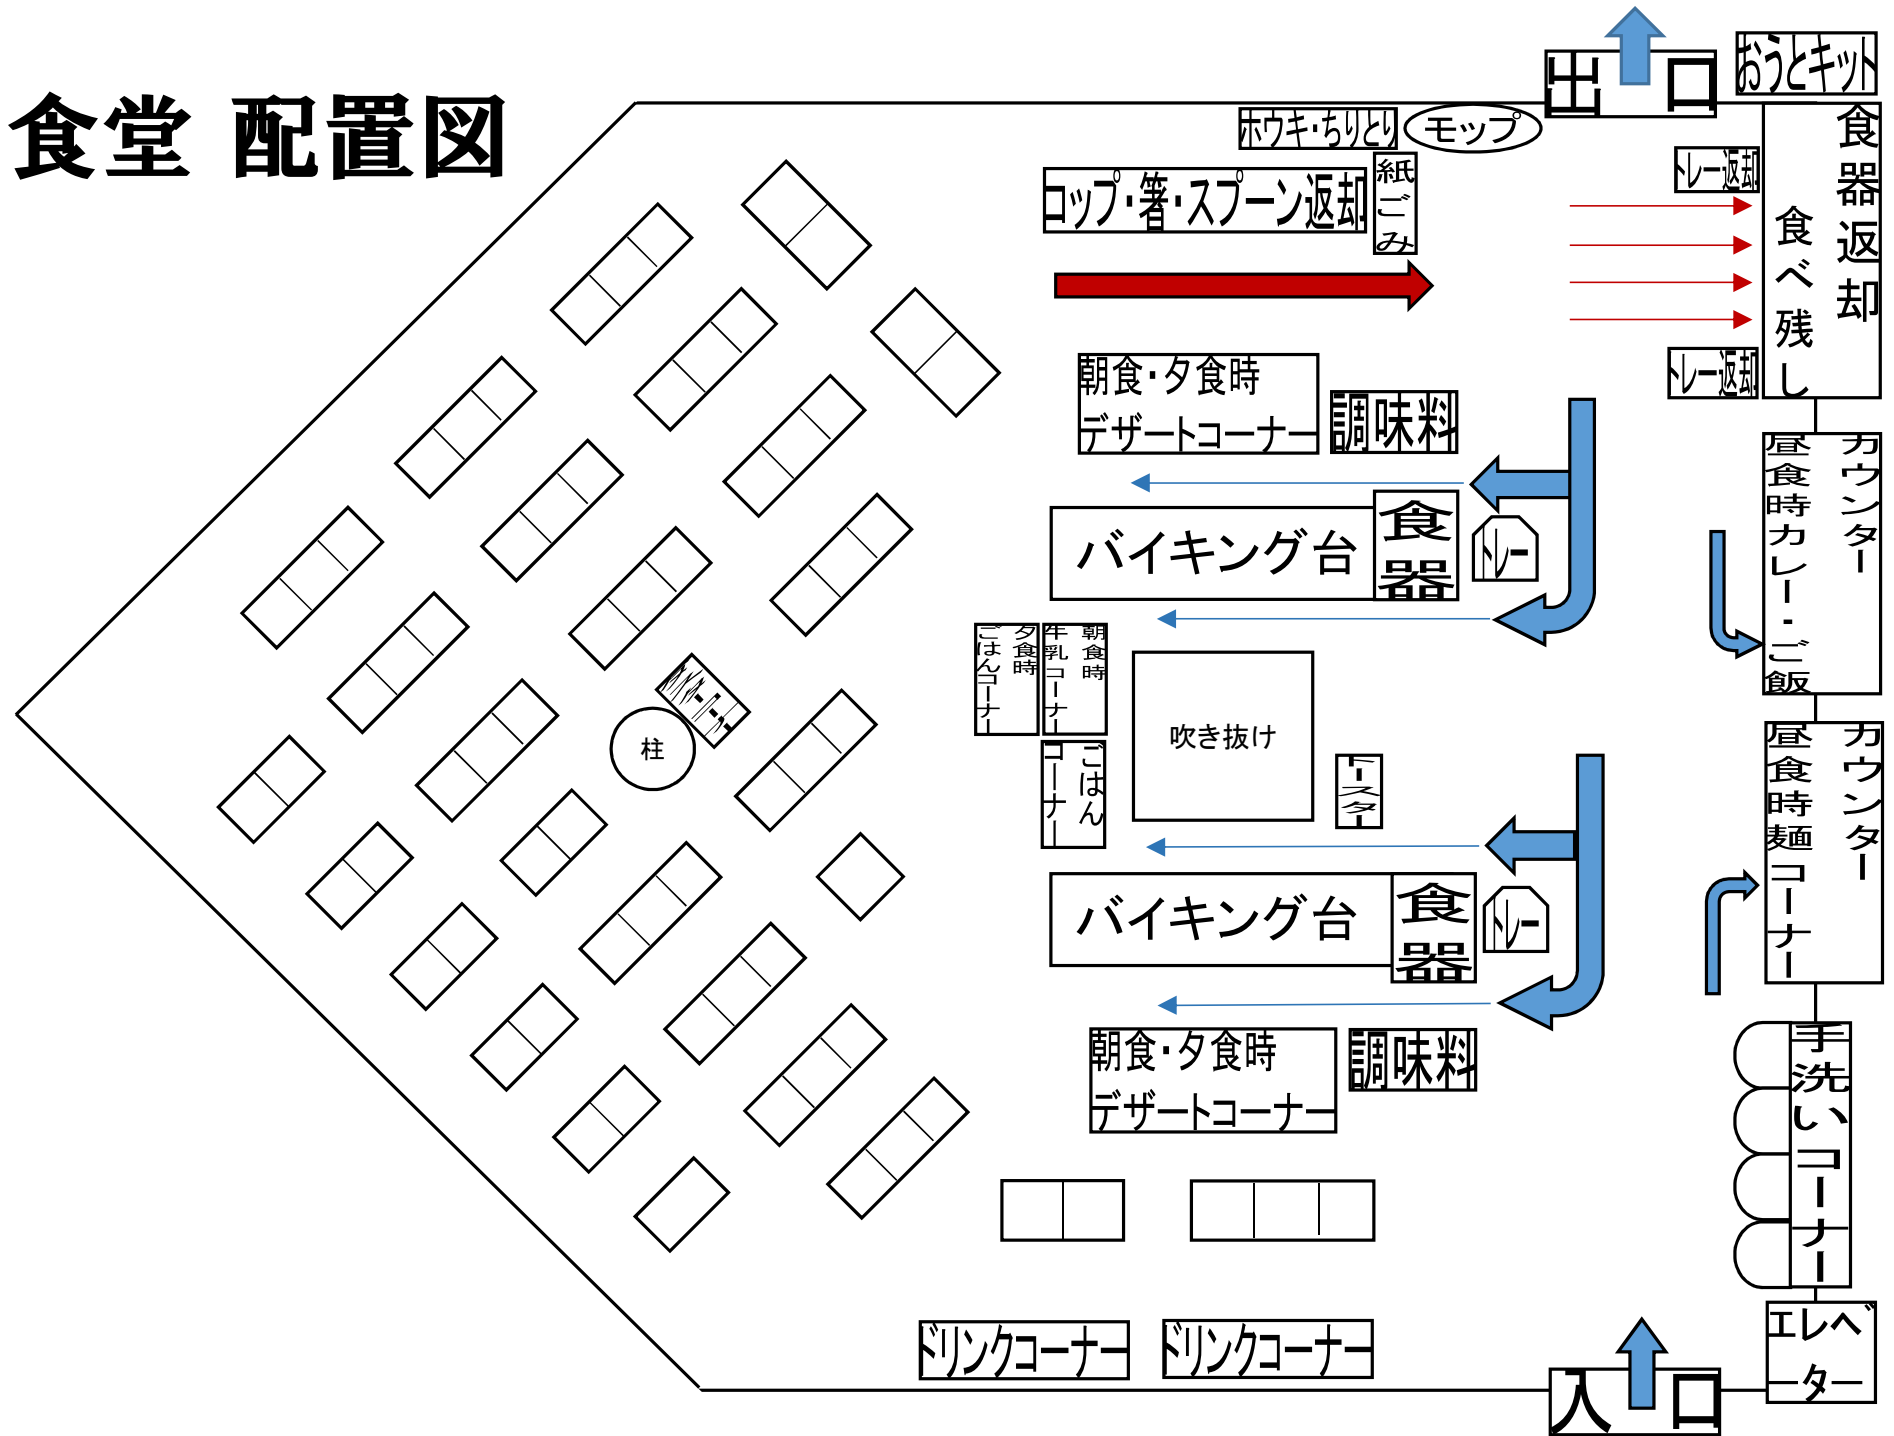 食堂 配置図
出 口
おうとキット
ホウキ・ちりとり
モップ
コップ・箸・スプーン返却
紙ごみ
トレー返却
食器返却
食べ残し
トレー返却
朝食・夕食時
デザートコーナー
調味料
カウンター
昼食時カレー・ご飯
バイキング台
食器
トレー
夕食時
ごはんコーナー
朝食時
牛乳コーナー
ごはん
コーナー
吹き抜け
トースター
柱
カウンター
昼食時麺コーナー
バイキング台
食器
トレー
朝食・夕食時
デザートコーナー
調味料
手洗いコーナー
ドリンクコーナー
ドリンクコーナー
エレベ
ーター
入 口